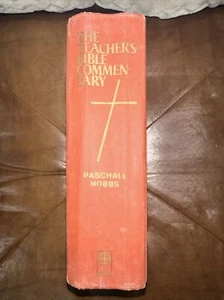 THE
TEACHER'S
BIBLE
COMMEN-
TARY
PASCHALL
HOBBS